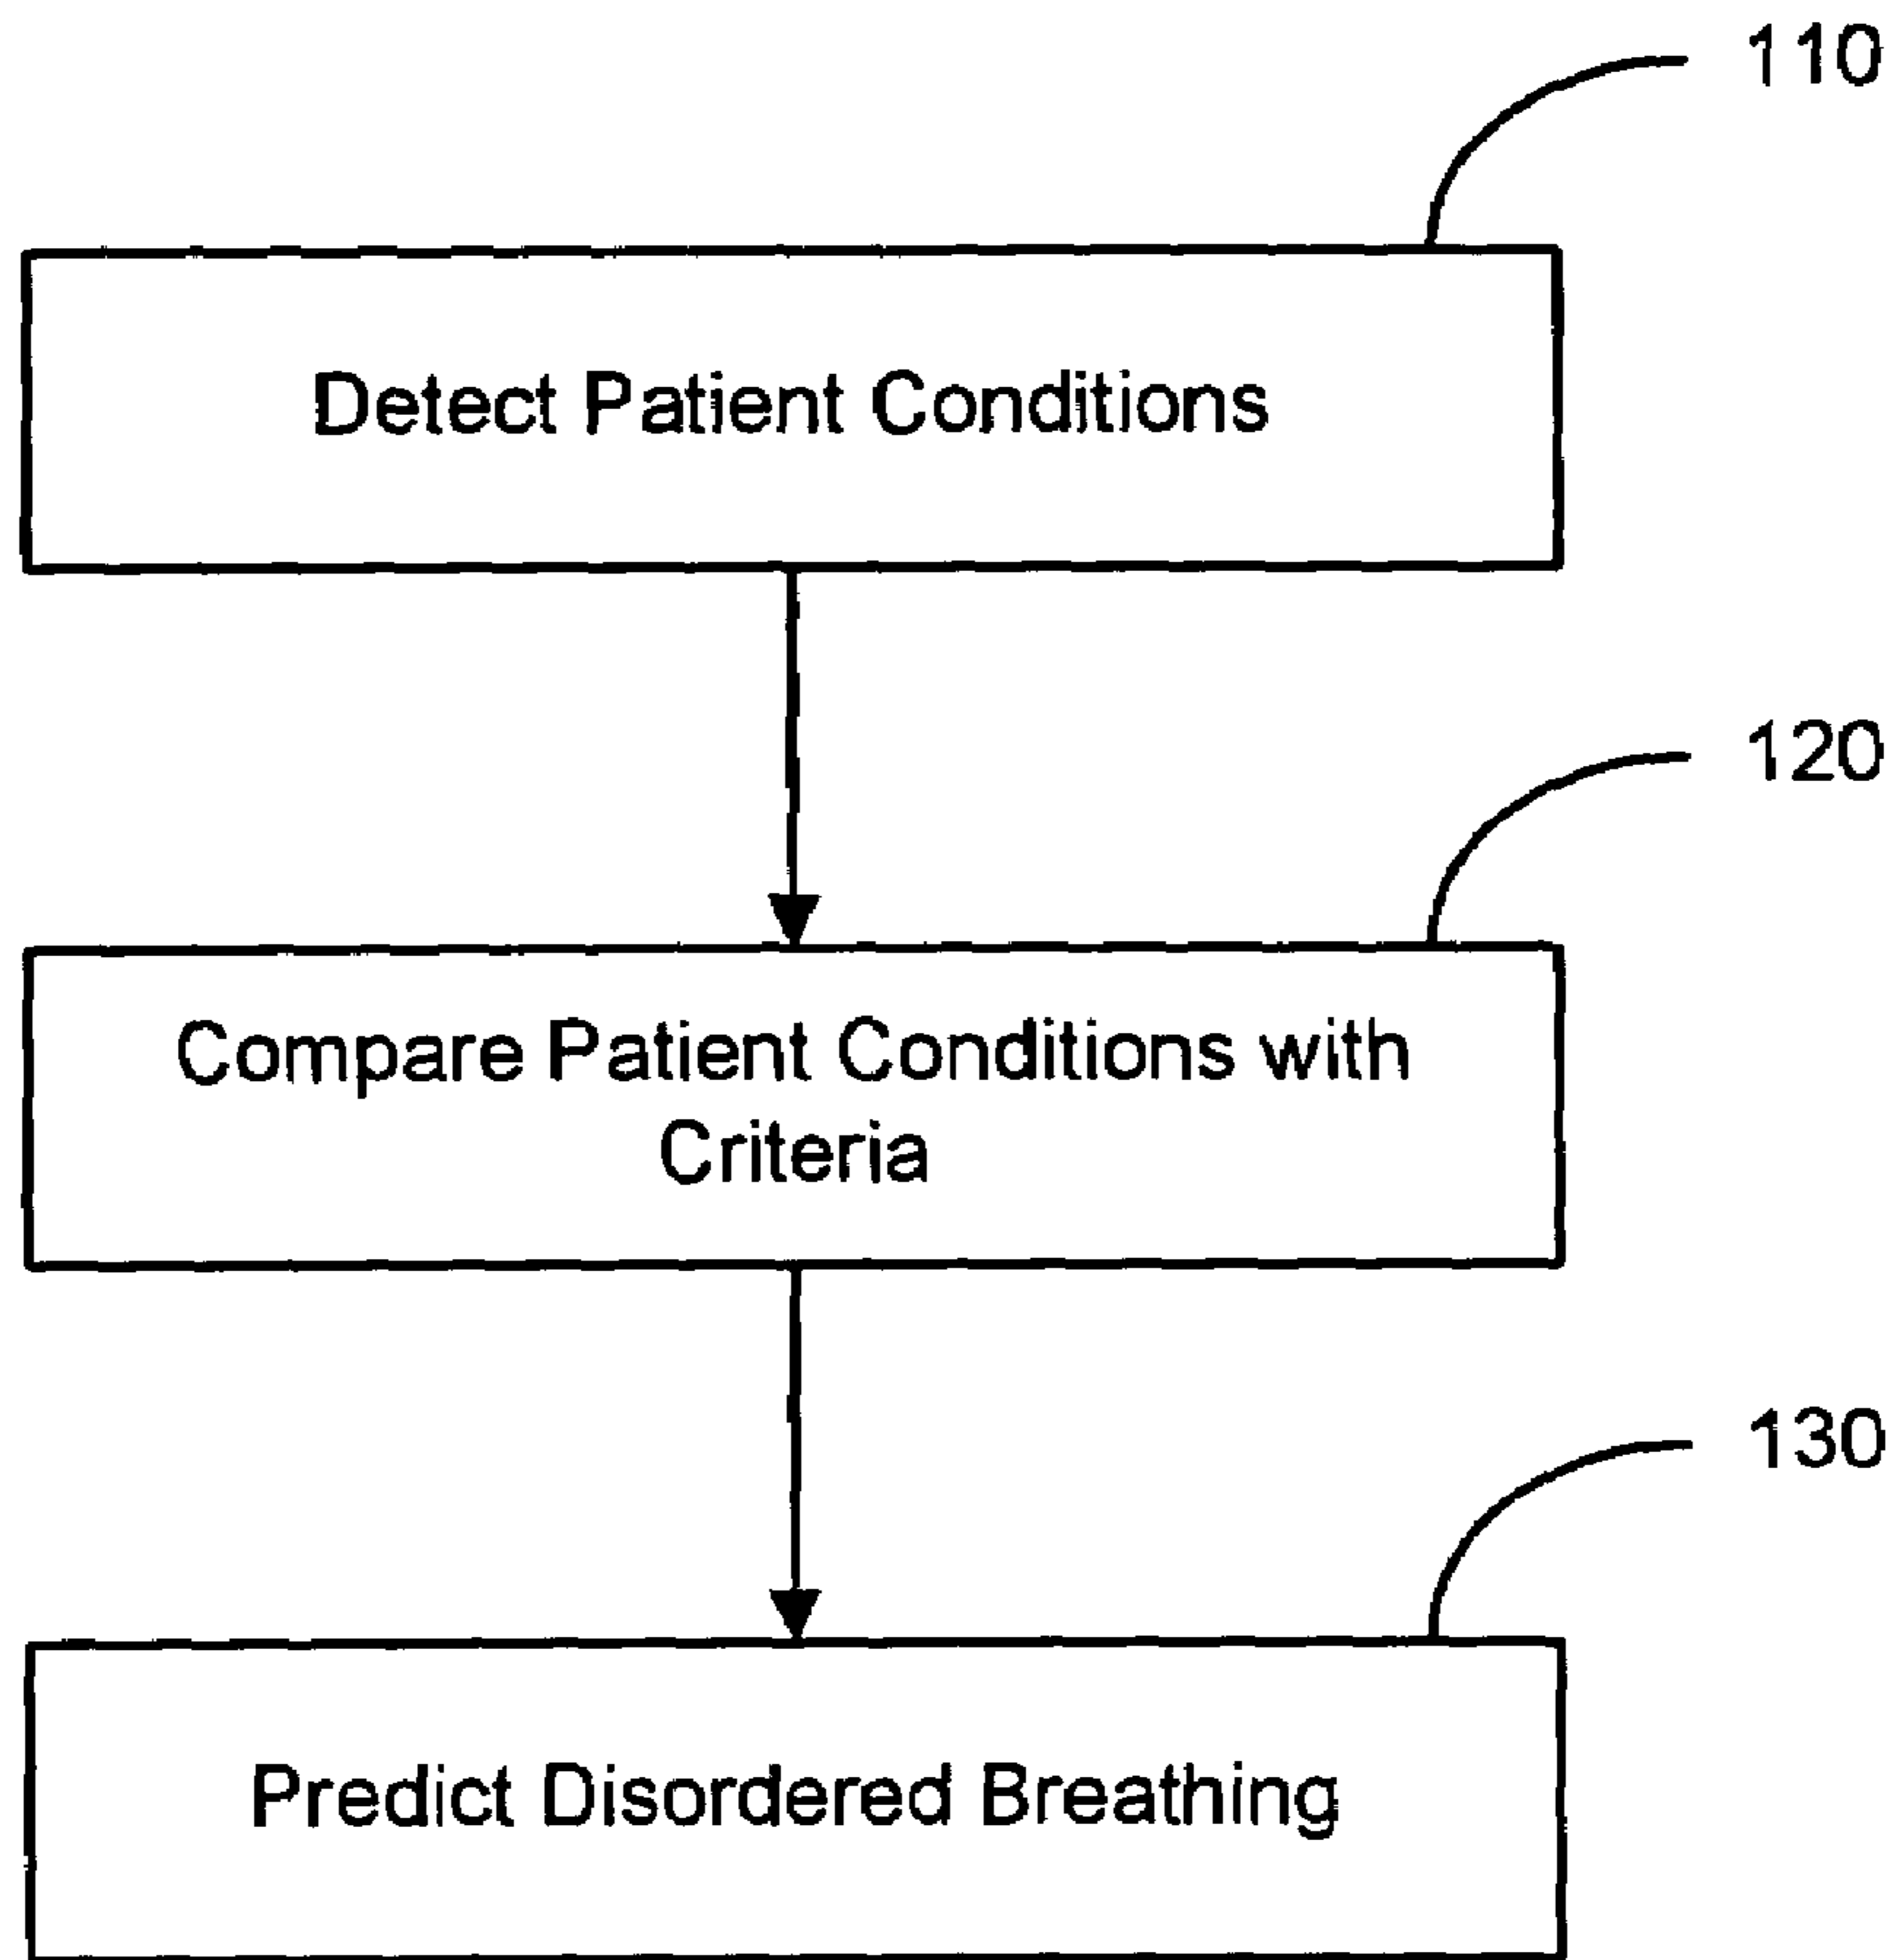 110
Detect Patient Conditions
120
Compare Patient Conditions with
Criteria
130
Predict Disordered Breathing